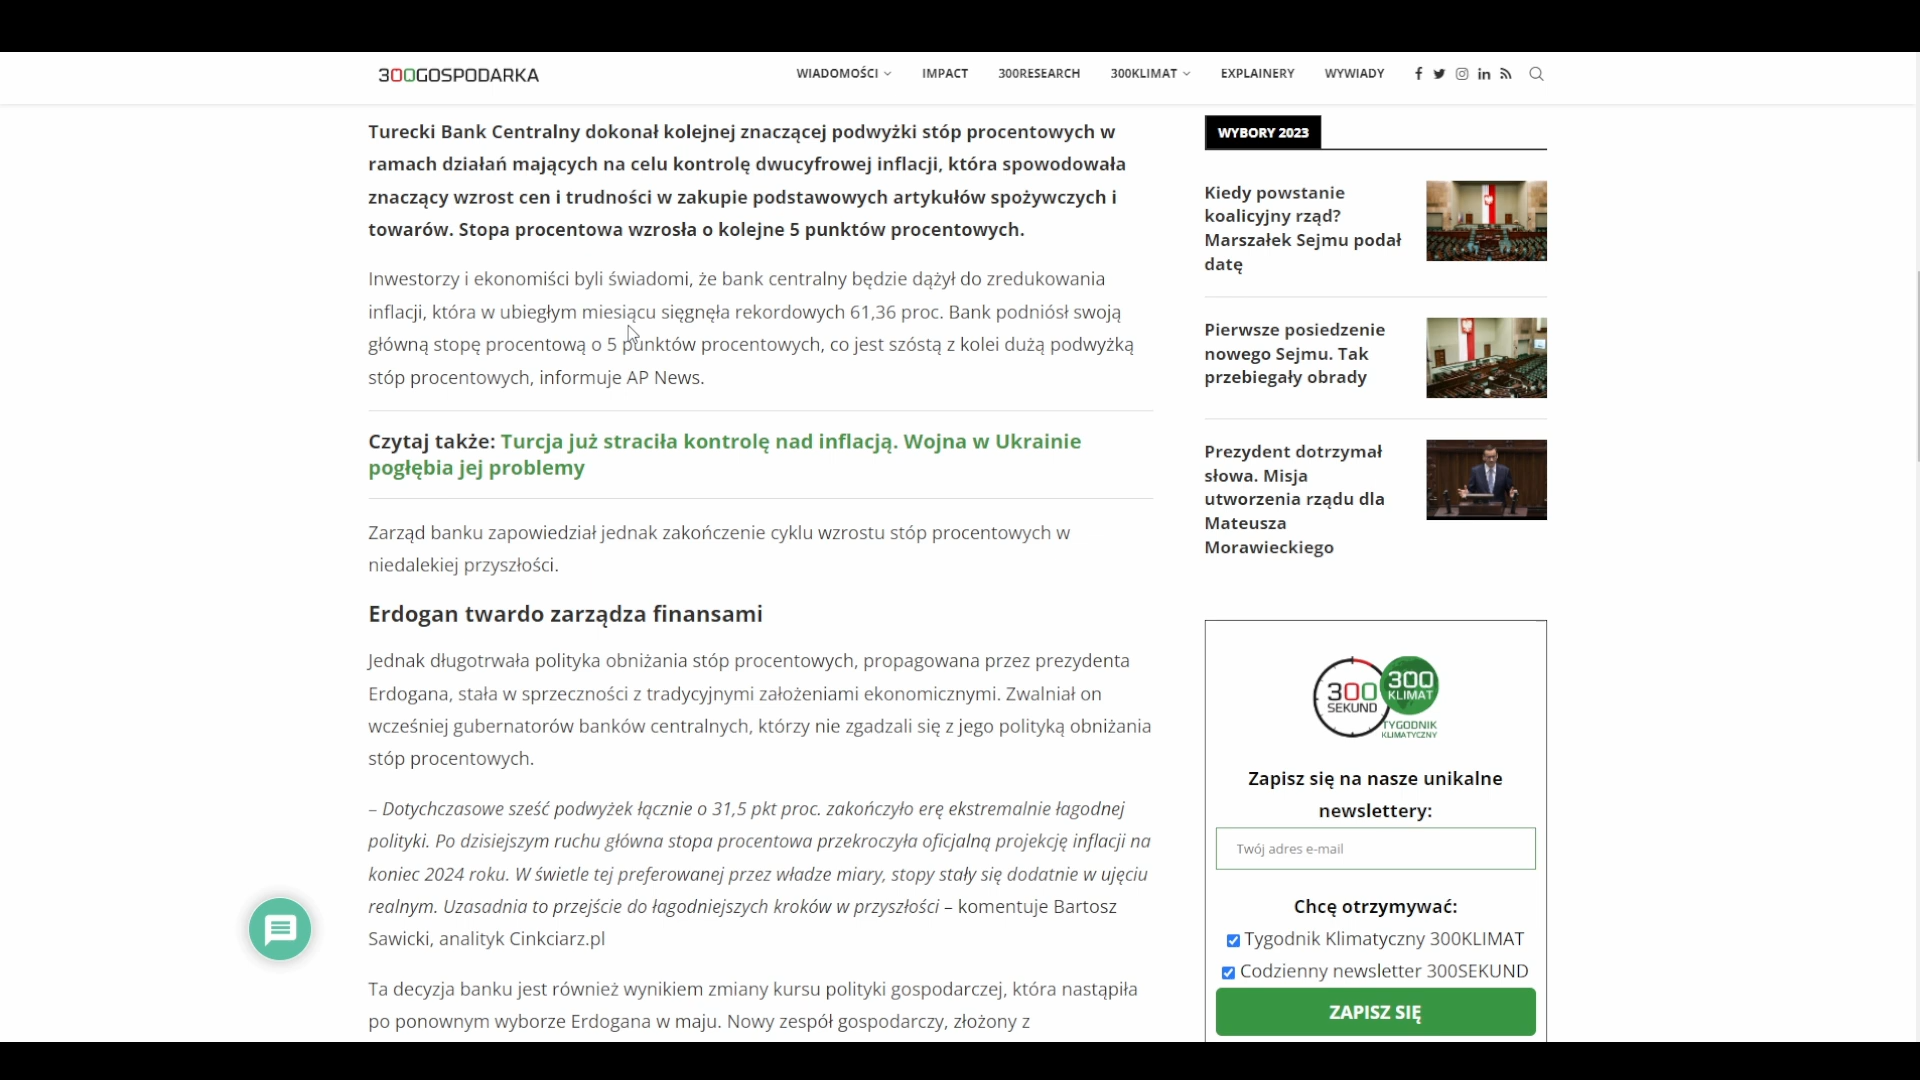 300GOSPODARKA
WIADOMOŚCI IMPACT 300RESEARCH 300KLIMAT EXPLAINERY WYWIADY
Turecki Bank Centralny dokonał kolejnej znaczącej podwyżki stóp procentowych w
ramach działań mających na celu kontrolę dwucyfrowej inflacji, która spowodowała
znaczący wzrost cen i trudności w zakupie podstawowych artykułów spożywczych i
towarów. Stopa procentowa wzrosła o kolejne 5 punktów procentowych.
Inwestorzy i ekonomiści byli świadomi, że bank centralny będzie dążył do zredukowania
inflacji, która w ubiegłym miesiącu sięgnęła rekordowych 61,36 proc. Bank podniósł swoją
główną stopę procentową o 5 punktów procentowych, co jest szóstą z kolei dużą podwyżką
stóp procentowych, informuje AP News.
Czytaj także: Turcja już straciła kontrolę nad inflacją. Wojna w Ukrainie
pogłębia jej problemy
Zarząd banku zapowiedział jednak zakończenie cyklu wzrostu stóp procentowych w
niedalekiej przyszłości.
Erdogan twardo zarządza finansami
Jednak długotrwała polityka obniżania stóp procentowych, propagowana przez prezydenta
Erdogana, stała w sprzeczności z tradycyjnymi założeniami ekonomicznymi. Zwalniał on
wcześniej gubernatorów banków centralnych, którzy nie zgadzali się z jego polityką obniżania
stóp procentowych.
– Dotychczasowe sześć podwyżek łącznie o 31,5 pkt proc. zakończyło erę ekstremalnie łagodnej
polityki. Po dzisiejszym ruchu główna stopa procentowa przekroczyła oficjalną projekcję inflacji na
koniec 2024 roku. W świetle tej preferowanej przez władze miary, stopy stały się dodatnie w ujęciu
realnym. Uzasadnia to przejście do łagodniejszych kroków w przyszłości – komentuje Bartosz
Sawicki, analityk Cinkciarz.pl
Ta decyzja banku jest również wynikiem zmiany kursu polityki gospodarczej, która nastąpiła
po ponownym wyborze Erdogana w maju. Nowy zespół gospodarczy, złożony z
WYBORY 2023
Kiedy powstanie
koalicyjny rząd?
Marszałek Sejmu podał
datę
Pierwsze posiedzenie
nowego Sejmu. Tak
przebiegały obrady
Prezydent dotrzymał
słowa. Misja
utworzenia rządu dla
Mateusza
Morawieckiego
300
SEKUND
300
KLIMAT
TYGODNIK
KLIMATYCZNY
Zapisz się na nasze unikalne
newslettery:
Twój adres e-mail
Chcę otrzymywać:
Tygodnik Klimatyczny 300KLIMAT
Codzienny newsletter 300SEKUND
ZAPISZ SIĘ